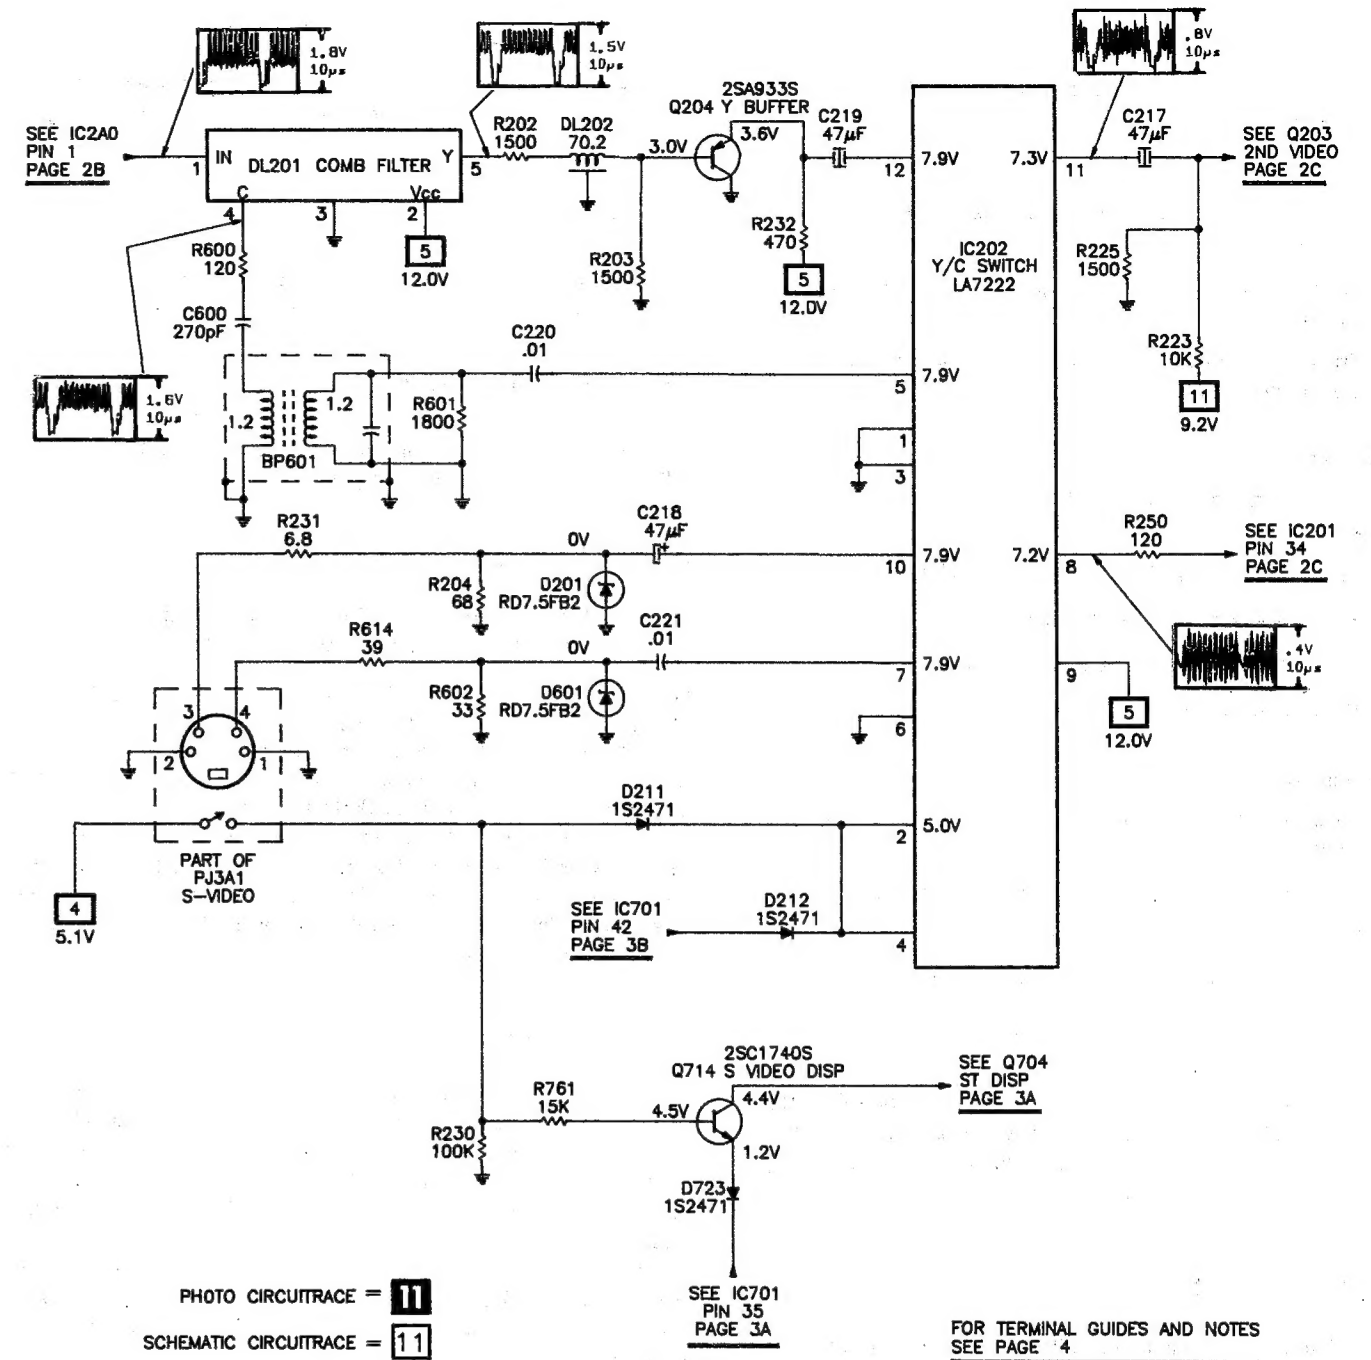 1.8V
10µs
1.5V
10µs
.8V
10µs
2SA933S
Q204 Y BUFFER
SEE IC2A0
PIN 1
PAGE 2B
IN
DL201 COMB FILTER
Y
C
Vcc
1
5
4
3
2
R202
1500
DL202
70.2
3.0V
3.6V
C219
47µF
12
7.9V
7.3V
11
C217
47µF
SEE Q203
2ND VIDEO
PAGE 2C
5
12.0V
R600
120
R203
1500
R232
470
5
12.0V
IC202
Y/C SWITCH
LA7222
R225
1500
C600
270pF
C220
.01
R223
10K
11
9.2V
1.6V
10µs
1.2
1.2
BP601
R601
1800
5
7.9V
1
3
R231
6.8
0V
C218
47µF
+
10
7.9V
7.2V
8
R250
120
SEE IC201
PIN 34
PAGE 2C
R204
68
D201
RD7.5FB2
R614
39
0V
C221
.01
7
7.9V
9
.4V
10µs
R602
33
D601
RD7.5FB2
6
5
12.0V
3
4
2
1
D211
1S2471
2
5.0V
PART OF
PJ3A1
S-VIDEO
4
5.1V
SEE IC701
PIN 42
PAGE 3B
D212
1S2471
4
2SC1740S
Q714 S VIDEO DISP
SEE Q704
ST DISP
PAGE 3A
R761
15K
4.5V
4.4V
1.2V
R230
100K
D723
1S2471
SEE IC701
PIN 35
PAGE 3A
PHOTO CIRCUITRACE = 11
SCHEMATIC CIRCUITRACE = 11
FOR TERMINAL GUIDES AND NOTES
SEE PAGE 4